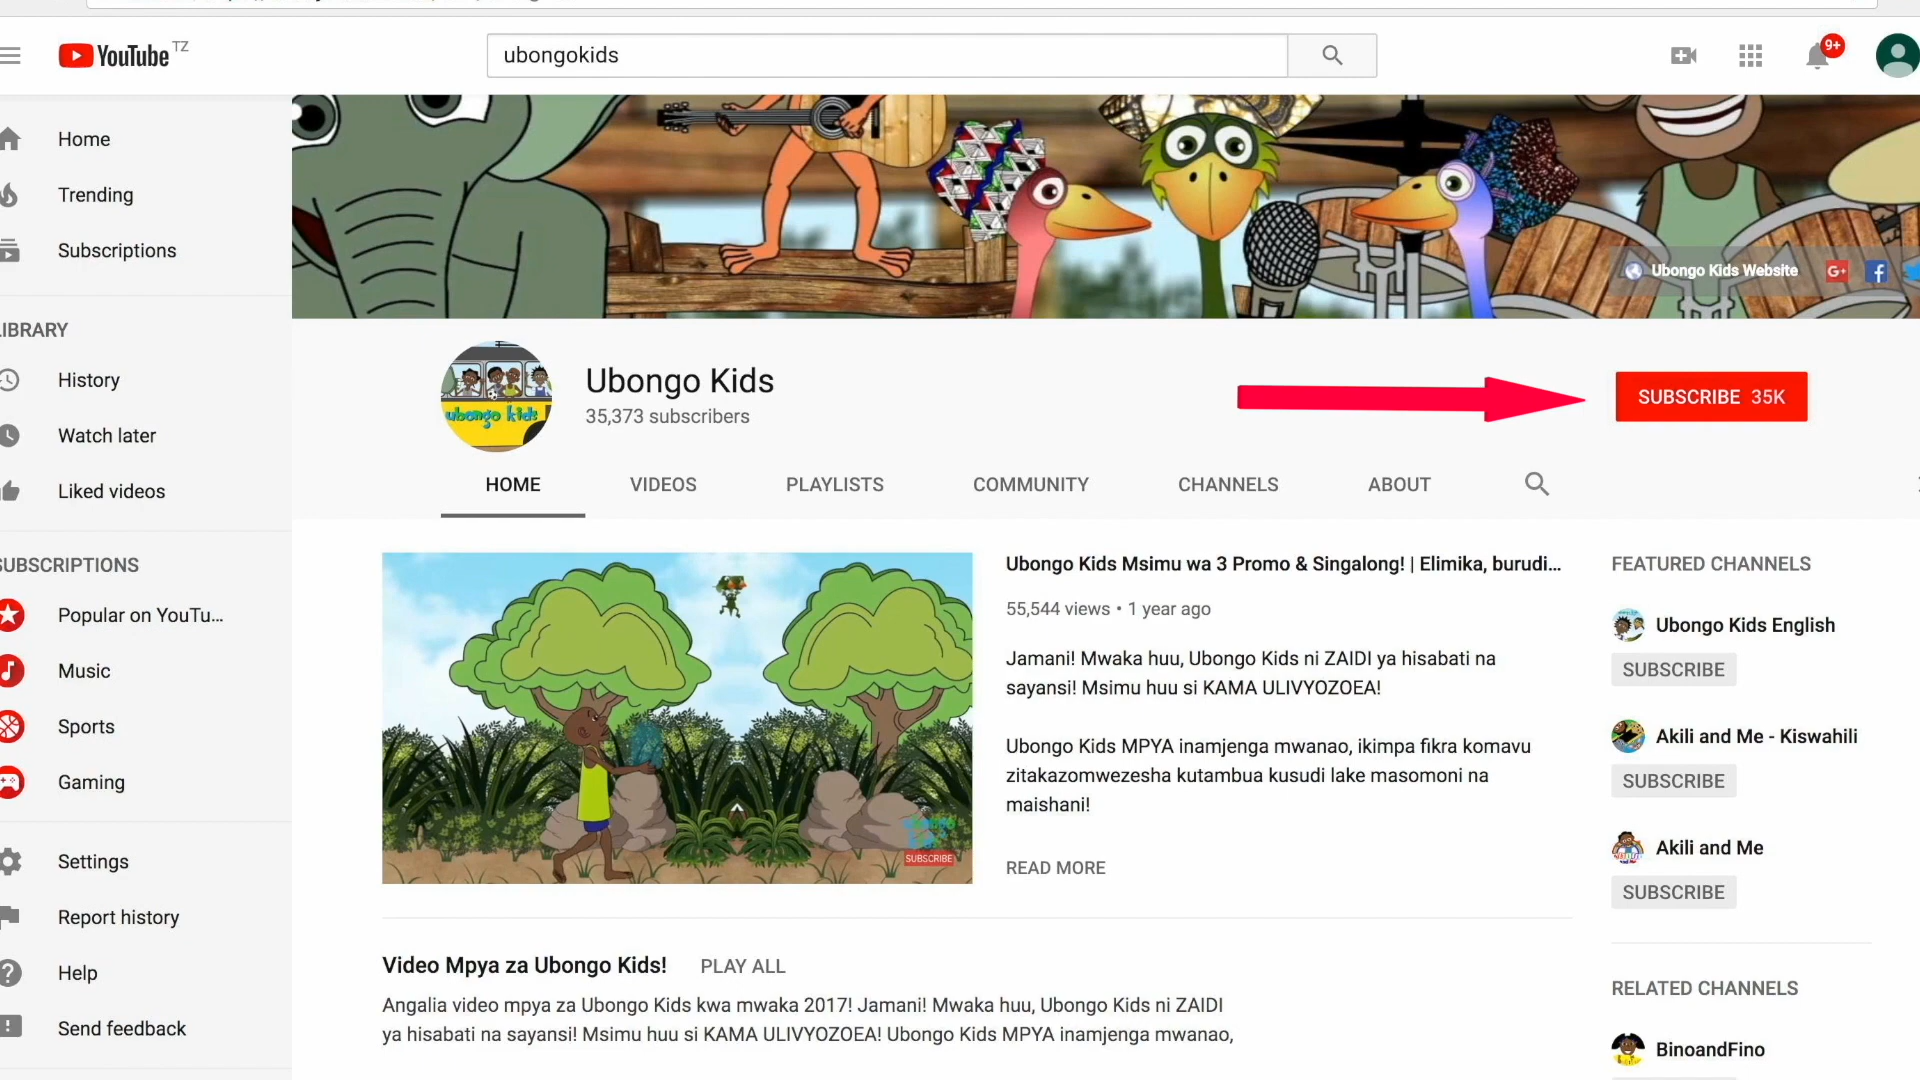 YouTube TZ
ubongokids
9+
Home
Trending
Subscriptions
LIBRARY
History
Watch later
Liked videos
SUBSCRIPTIONS
Popular on YouTu...
Music
Sports
Gaming
Settings
Report history
Help
Send feedback
Ubongo Kids Website
G+
f
ubongo kids
Ubongo Kids
35,373 subscribers
SUBSCRIBE 35K
HOME
VIDEOS
PLAYLISTS
COMMUNITY
CHANNELS
ABOUT
SUBSCRIBE
Ubongo Kids Msimu wa 3 Promo & Singalong! | Elimika, burudi...
55,544 views • 1 year ago
Jamani! Mwaka huu, Ubongo Kids ni ZAIDI ya hisabati na
sayansi! Msimu huu si KAMA ULIVYOZOEA!
Ubongo Kids MPYA inamjenga mwanao, ikimpa fikra komavu
zitakazomwezesha kutambua kusudi lake masomoni na
maishani!
READ MORE
Video Mpya za Ubongo Kids! PLAY ALL
Angalia video mpya za Ubongo Kids kwa mwaka 2017! Jamani! Mwaka huu, Ubongo Kids ni ZAIDI
ya hisabati na sayansi! Msimu huu si KAMA ULIVYOZOEA! Ubongo Kids MPYA inamjenga mwanao,
FEATURED CHANNELS
Ubongo Kids English
SUBSCRIBE
Akili and Me - Kiswahili
SUBSCRIBE
Akili and Me
SUBSCRIBE
RELATED CHANNELS
BinoandFino